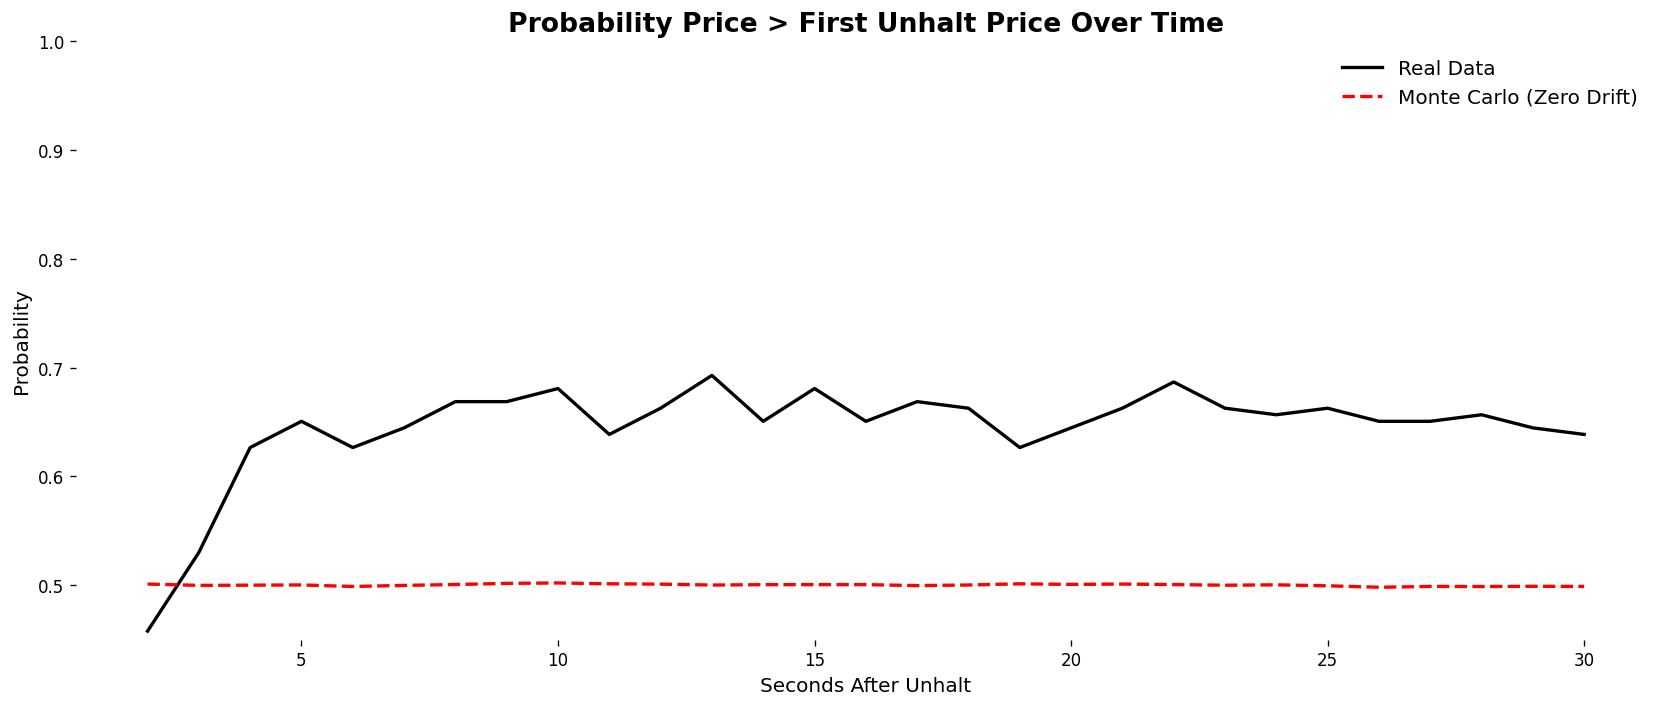 Probability Price > First Unhalt Price Over Time
1.0
0.9
0.8
0.7
0.6
0.5
Probability
Real Data
Monte Carlo (Zero Drift)
5
10
15
20
25
30
Seconds After Unhalt